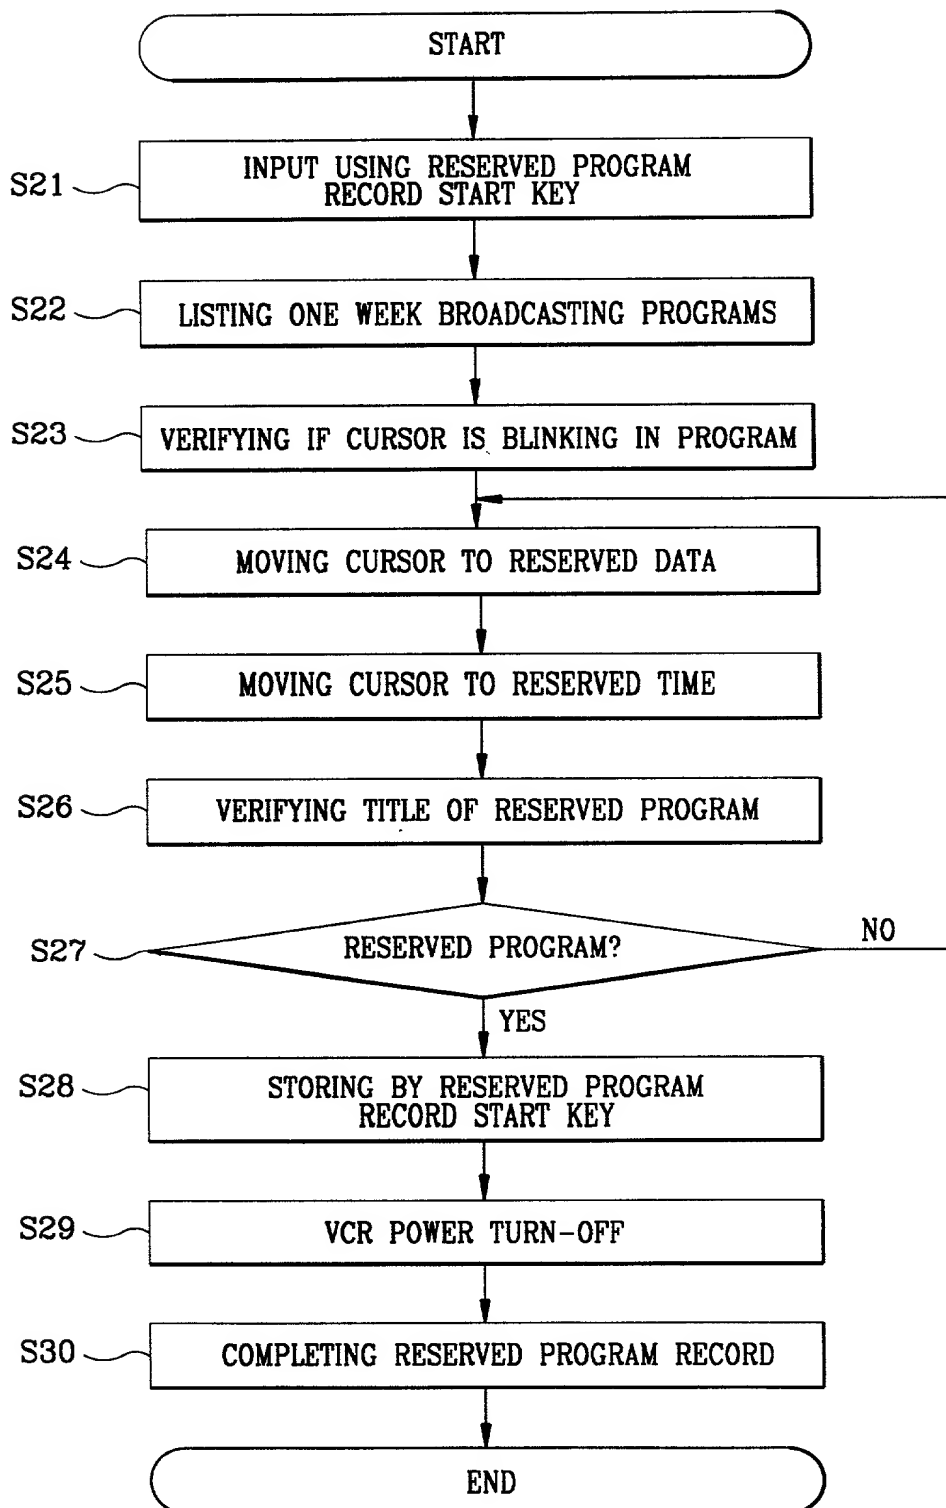 START
S21
INPUT USING RESERVED PROGRAM
RECORD START KEY
S22
LISTING ONE WEEK BROADCASTING PROGRAMS
S23
VERIFYING IF CURSOR IS BLINKING IN PROGRAM
S24
MOVING CURSOR TO RESERVED DATA
S25
MOVING CURSOR TO RESERVED TIME
S26
VERIFYING TITLE OF RESERVED PROGRAM
S27
RESERVED PROGRAM?
NO
YES
S28
STORING BY RESERVED PROGRAM
RECORD START KEY
S29
VCR POWER TURN-OFF
S30
COMPLETING RESERVED PROGRAM RECORD
END